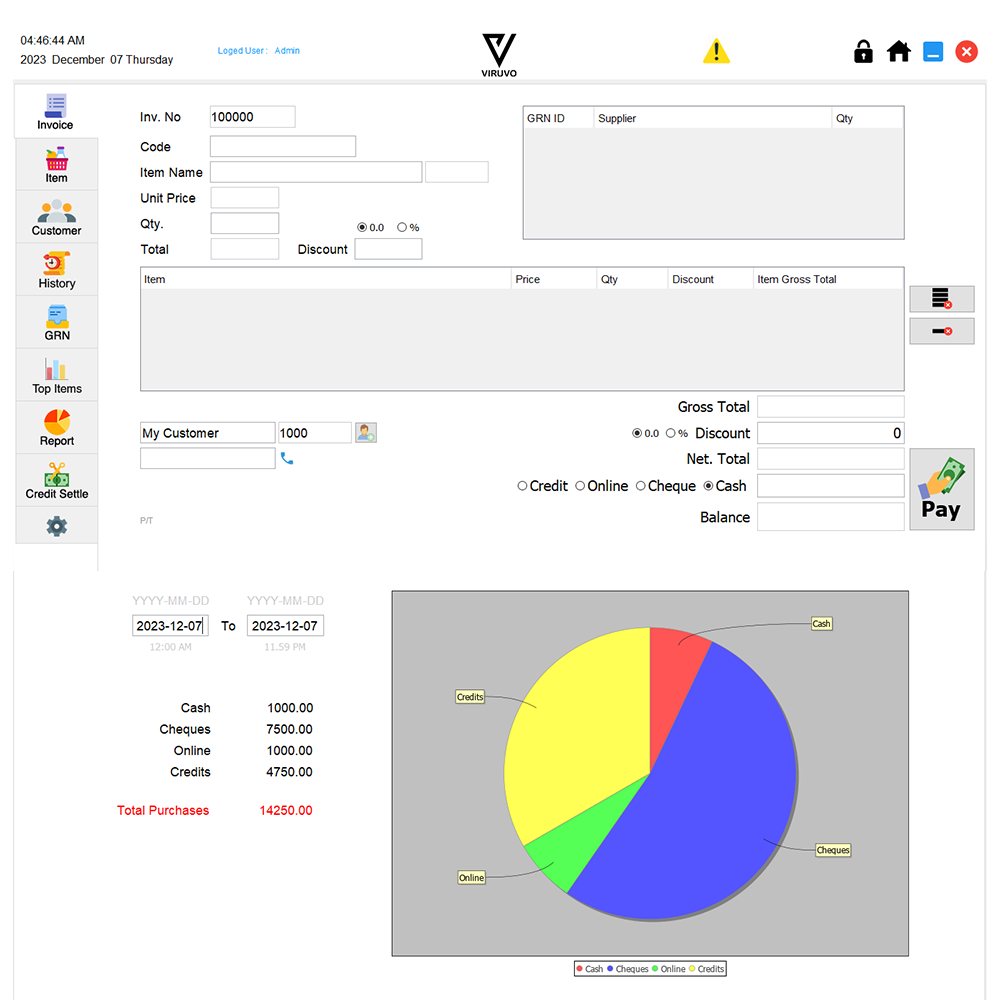 04:46:44 AM
2023 December 07 Thursday
Loged User : Admin
VIRUVO
Invoice
Item
Customer
History
GRN
Top Items
Report
Credit Settle
Inv. No 100000
Code
Item Name
Unit Price
Qty.
0.0 %
Total Discount
GRN ID Supplier Qty
Item Price Qty Discount Item Gross Total
My Customer 1000
P/T
Gross Total
0.0 % Discount 0
Net. Total
Credit Online Cheque Cash
Balance
Pay
YYYY-MM-DD YYYY-MM-DD
2023-12-07 To 2023-12-07
12:00 AM 11.59 PM
Cash 1000.00
Cheques 7500.00
Online 1000.00
Credits 4750.00
Total Purchases 14250.00
Cash
Credits
Cheques
Online
Cash Cheques Online Credits